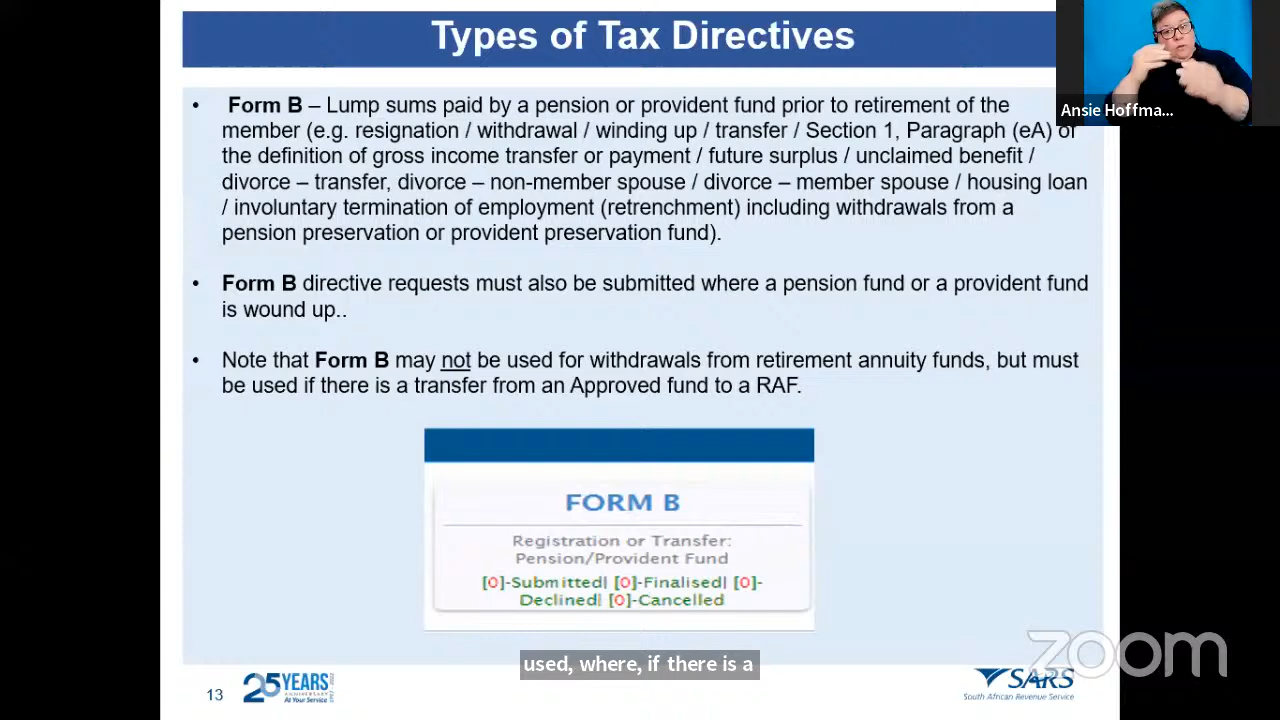 Types of Tax Directives
Ansie Hoffma...
• Form B – Lump sums paid by a pension or provident fund prior to retirement of the
member (e.g. resignation / withdrawal / winding up / transfer / Section 1, Paragraph (eA) of
the definition of gross income transfer or payment / future surplus / unclaimed benefit /
divorce – transfer, divorce – non-member spouse / divorce – member spouse / housing loan
/ involuntary termination of employment (retrenchment) including withdrawals from a
pension preservation or provident preservation fund).
• Form B directive requests must also be submitted where a pension fund or a provident fund
is wound up..
• Note that Form B may not be used for withdrawals from retirement annuity funds, but must
be used if there is a transfer from an Approved fund to a RAF.
FORM B
Registration or Transfer:
Pension/Provident Fund
[0]-Submitted| [0]-Finalised| [0]-
Declined| [0]-Cancelled
used, where, if there is a
zoom
13
25 YEARS
ANNIVERSARY
At Your Service
SARS
South African Revenue Service